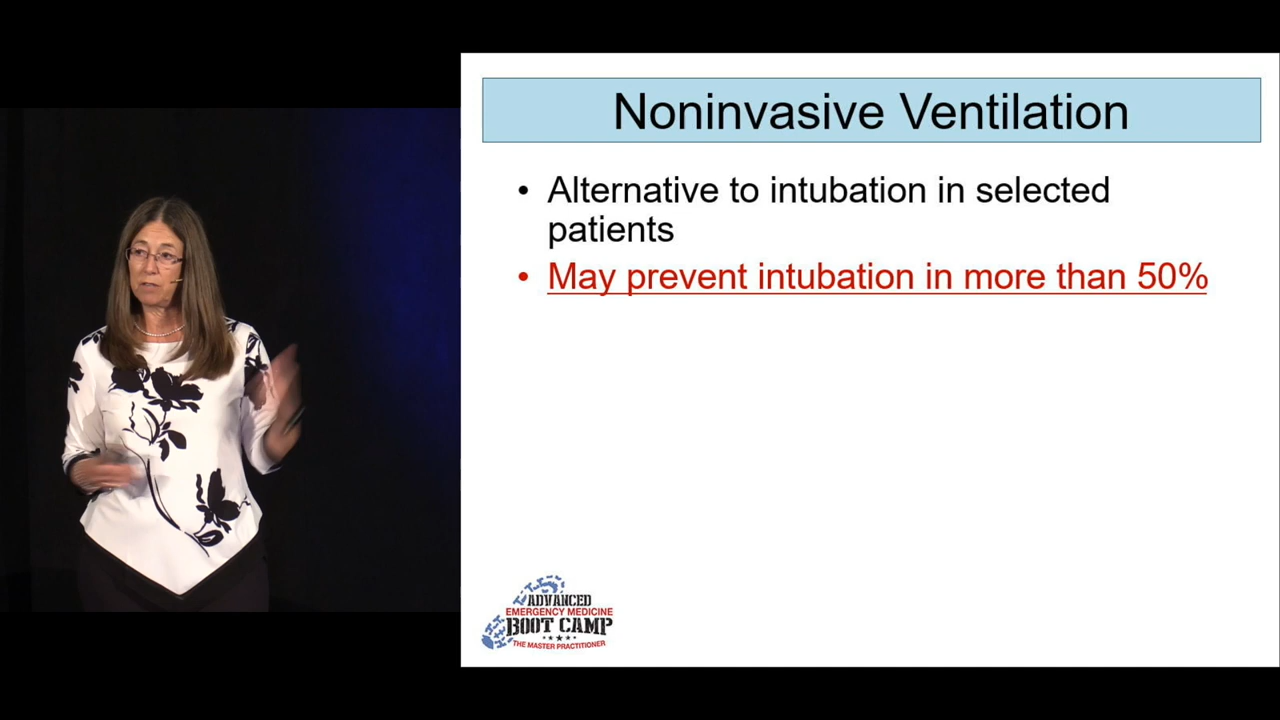 Noninvasive Ventilation
• Alternative to intubation in selected
patients
• May prevent intubation in more than 50%
ADVANCED
EMERGENCY MEDICINE
BOOT CAMP
THE MASTER PRACTITIONER